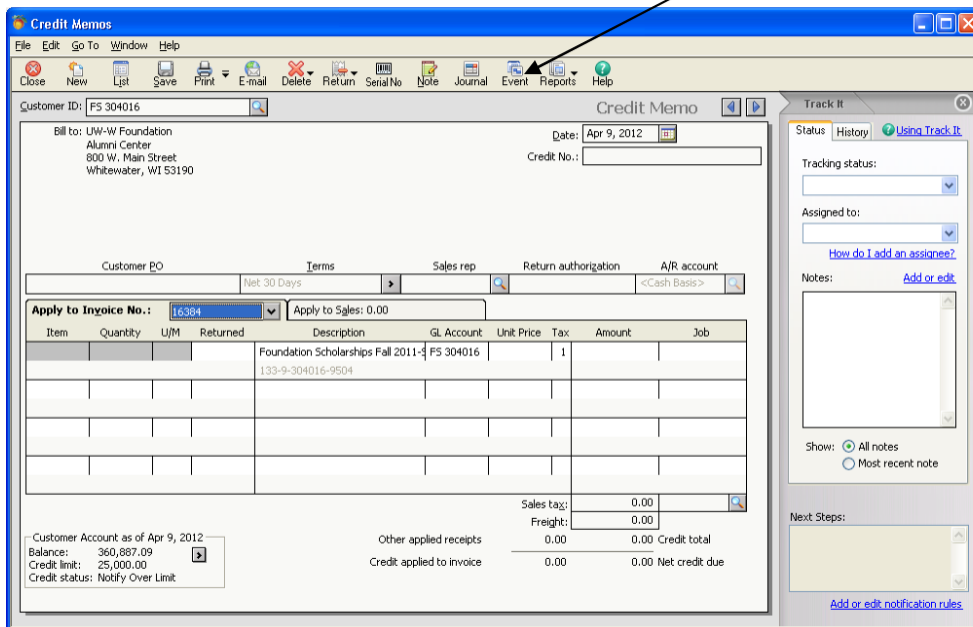 Credit Memos
File Edit Go To Window Help
Close New List Save Print E-mail Delete Return Serial No Note Journal Event Reports Help
Customer ID: FS 304016 Credit Memo
Bill to: UW-W Foundation
Alumni Center
800 W. Main Street
Whitewater, WI 53190
Date: Apr 9, 2012
Credit No.:
Customer PO Terms Sales rep Return authorization A/R account
Net 30 Days <Cash Basis>
Apply to Invoice No.: 16384 Apply to Sales: 0.00
Item Quantity U/M Returned Description GL Account Unit Price Tax Amount Job
Foundation Scholarships Fall 2011-S FS 304016 1
133-9-304016-9504
Sales tax: 0.00
Freight: 0.00
Other applied receipts 0.00 0.00 Credit total
Credit applied to invoice 0.00 0.00 Net credit due
Customer Account as of Apr 9, 2012
Balance: 360,887.09
Credit limit: 25,000.00
Credit status: Notify Over Limit
Track It
Status History Using Track It
Tracking status:
Assigned to:
How do I add an assignee?
Notes: Add or edit
Show: All notes
Most recent note
Next Steps:
Add or edit notification rules